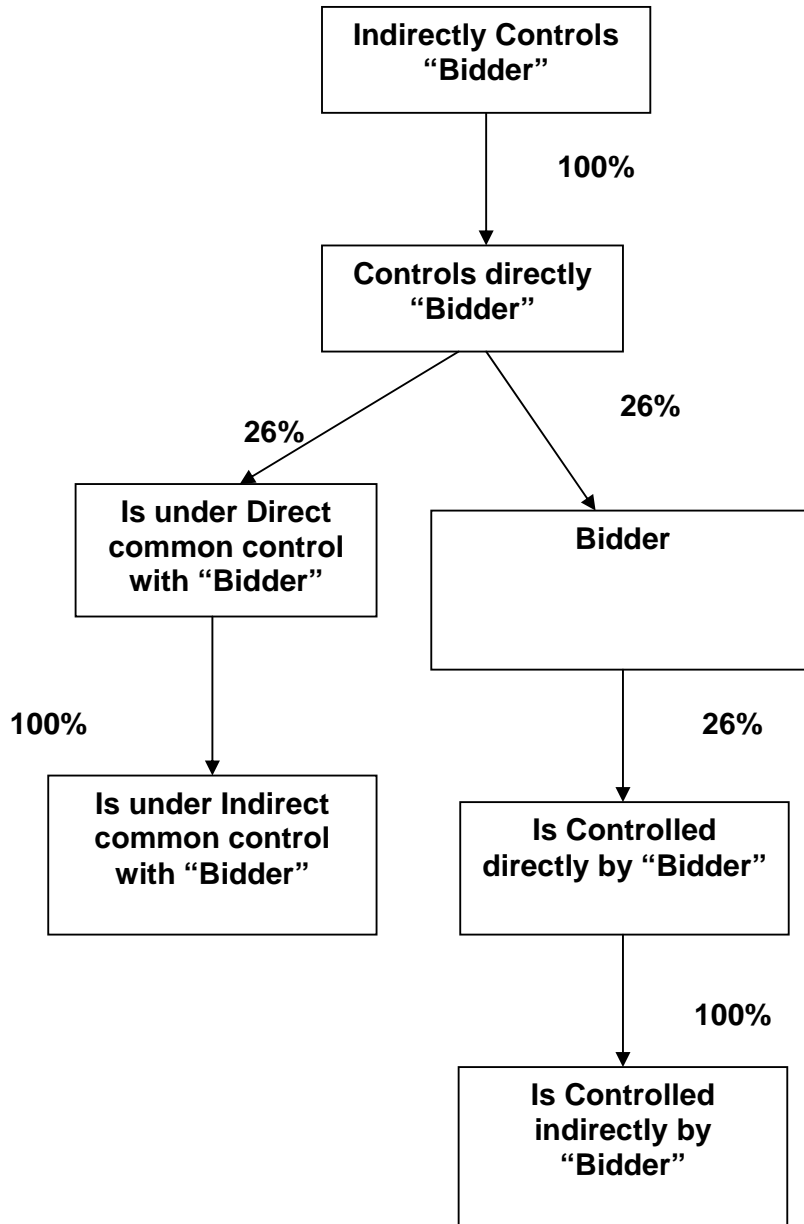 Indirectly Controls
“Bidder”
100%
Controls directly
“Bidder”
26%
26%
Is under Direct
common control
with “Bidder”
Bidder
100%
26%
Is under Indirect
common control
with “Bidder”
Is Controlled
directly by “Bidder”
100%
Is Controlled
indirectly by
“Bidder”